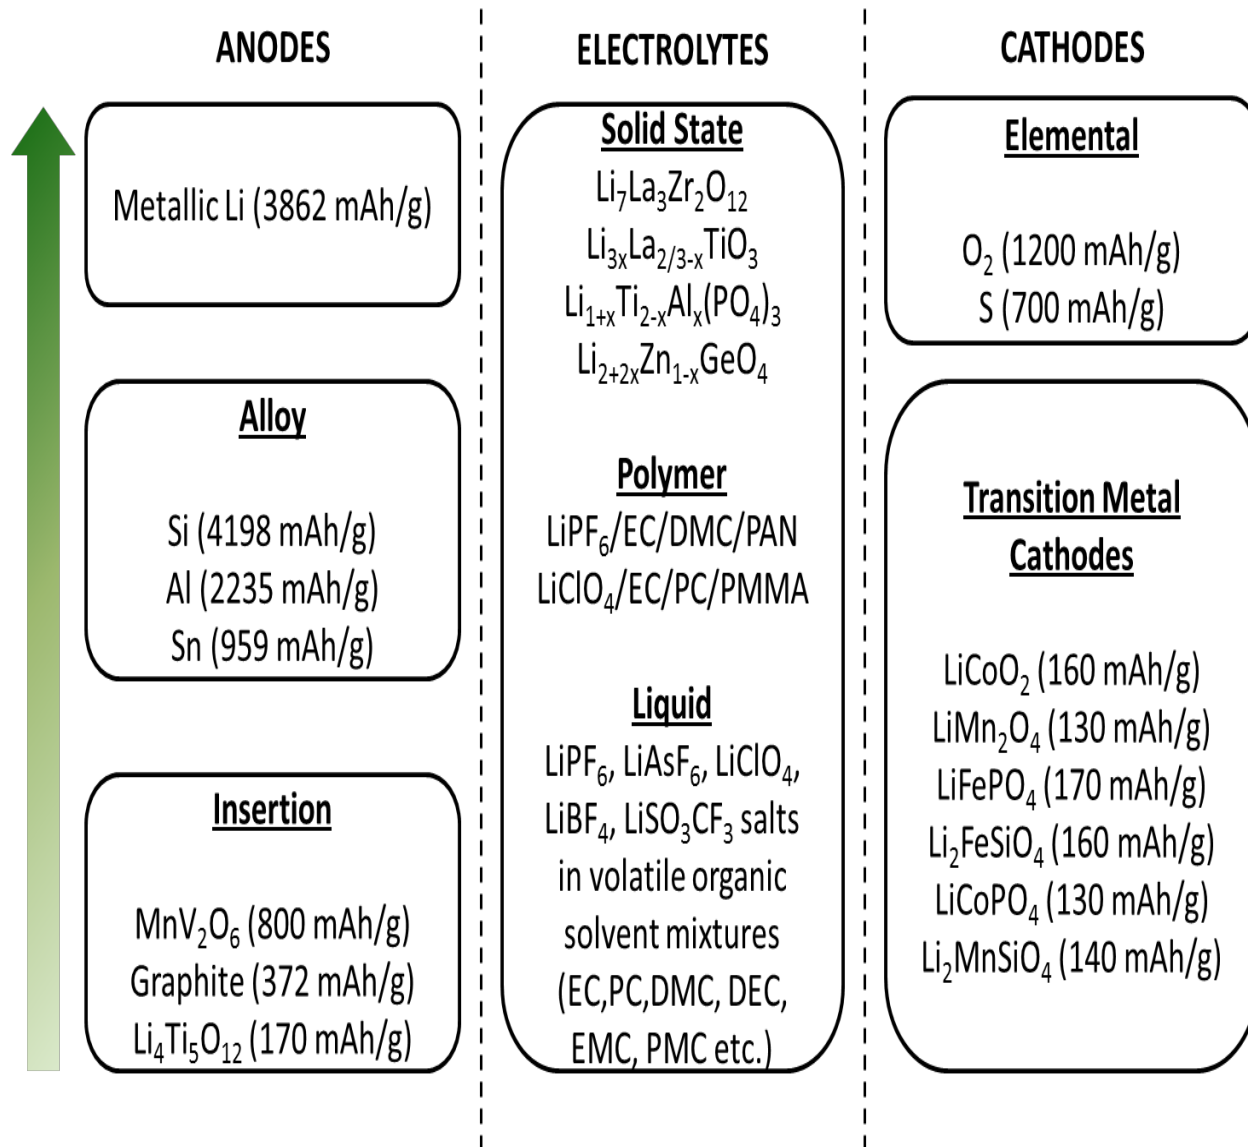 ANODES
Metallic Li (3862 mAh/g)
Alloy
Si (4198 mAh/g)
Al (2235 mAh/g)
Sn (959 mAh/g)
Insertion
MnV₂O₆ (800 mAh/g)
Graphite (372 mAh/g)
Li₄Ti₅O₁₂ (170 mAh/g)
ELECTROLYTES
Solid State
Li₇La₃Zr₂O₁₂
Li₃ₓLa₂/₃₋ₓTiO₃
Li₁₊ₓTi₂₋ₓAlₓ(PO₄)₃
Li₂₊₂ₓZn₁₋ₓGeO₄
Polymer
LiPF₆/EC/DMC/PAN
LiClO₄/EC/PC/PMMA
Liquid
LiPF₆, LiAsF₆, LiClO₄,
LiBF₄, LiSO₃CF₃ salts
in volatile organic
solvent mixtures
(EC,PC,DMC, DEC,
EMC, PMC etc.)
CATHODES
Elemental
O₂ (1200 mAh/g)
S (700 mAh/g)
Transition Metal
Cathodes
LiCoO₂ (160 mAh/g)
LiMn₂O₄ (130 mAh/g)
LiFePO₄ (170 mAh/g)
Li₂FeSiO₄ (160 mAh/g)
LiCoPO₄ (130 mAh/g)
Li₂MnSiO₄ (140 mAh/g)